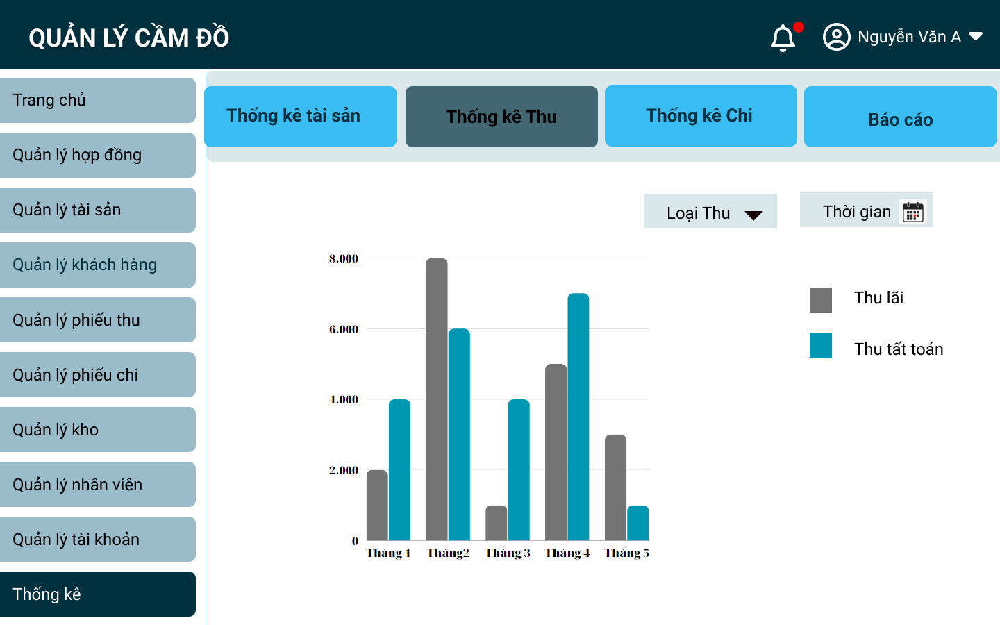 QUẢN LÝ CẦM ĐỒ
Nguyễn Văn A
Trang chủ
Quản lý hợp đồng
Quản lý tài sản
Quản lý khách hàng
Quản lý phiếu thu
Quản lý phiếu chi
Quản lý kho
Quản lý nhân viên
Quản lý tài khoản
Thống kê
Thống kê tài sản
Thống kê Thu
Thống kê Chi
Báo cáo
Loại Thu
Thời gian
8.000
6.000
4.000
2.000
0
Tháng 1
Tháng2
Tháng 3
Tháng 4
Tháng 5
Thu lãi
Thu tất toán